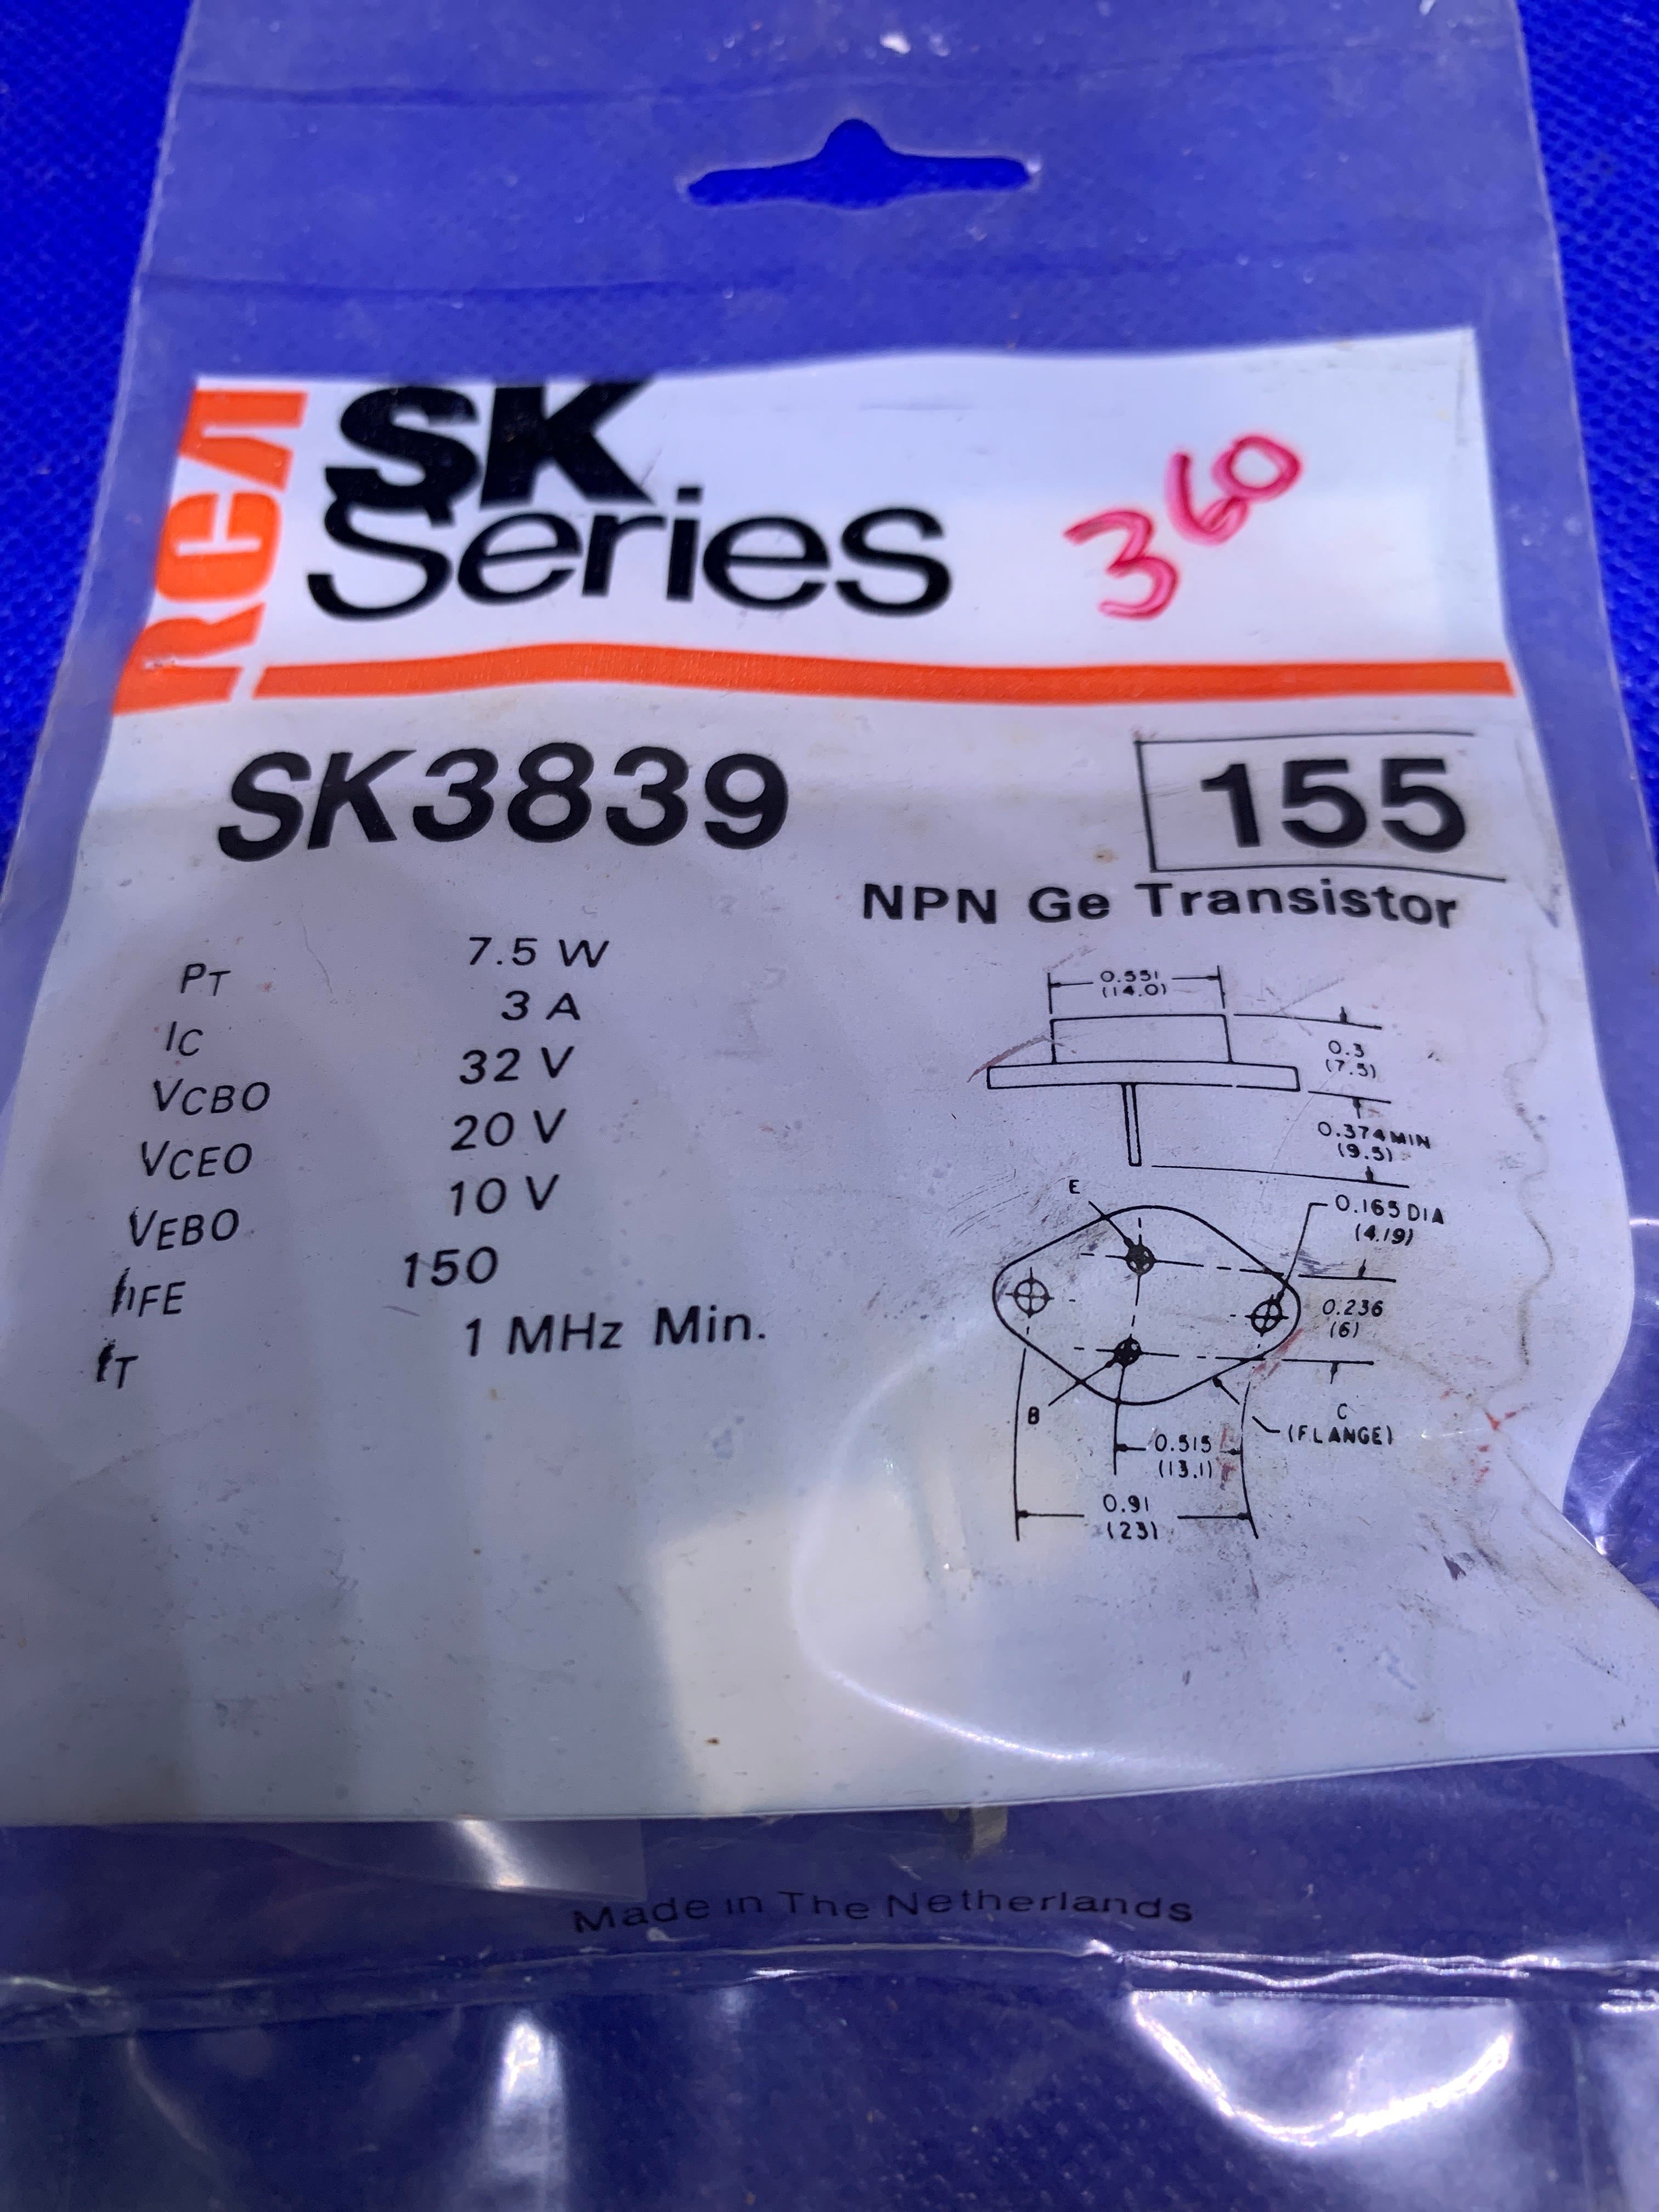 RCA
SK
Series
360
SK3839
155
NPN Ge Transistor
PT 7.5 W
IC 3 A
VCBO 32 V
VCEO 20 V
VEBO 10 V
hFE 150
fT 1 MHz Min.
0.551
(14.0)
0.3
(7.5)
0.374 MIN
(9.5)
E
0.165 DIA
(4.19)
0.236
(6)
B
C
(FLANGE)
0.515
(13.1)
0.91
(23)
Made in The Netherlands